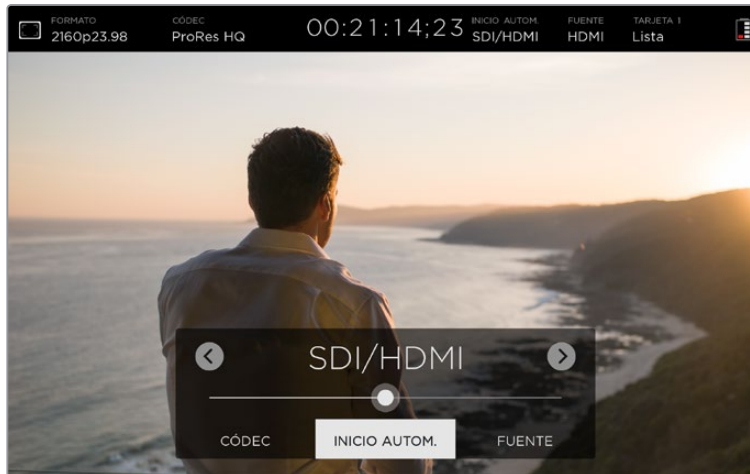 FORMATO CÓDEC 00:21:14;23 INICIO AUTOM. FUENTE TARJETA 1
2160p23.98 ProRes HQ SDI/HDMI HDMI Lista
SDI/HDMI
CÓDEC INICIO AUTOM. FUENTE